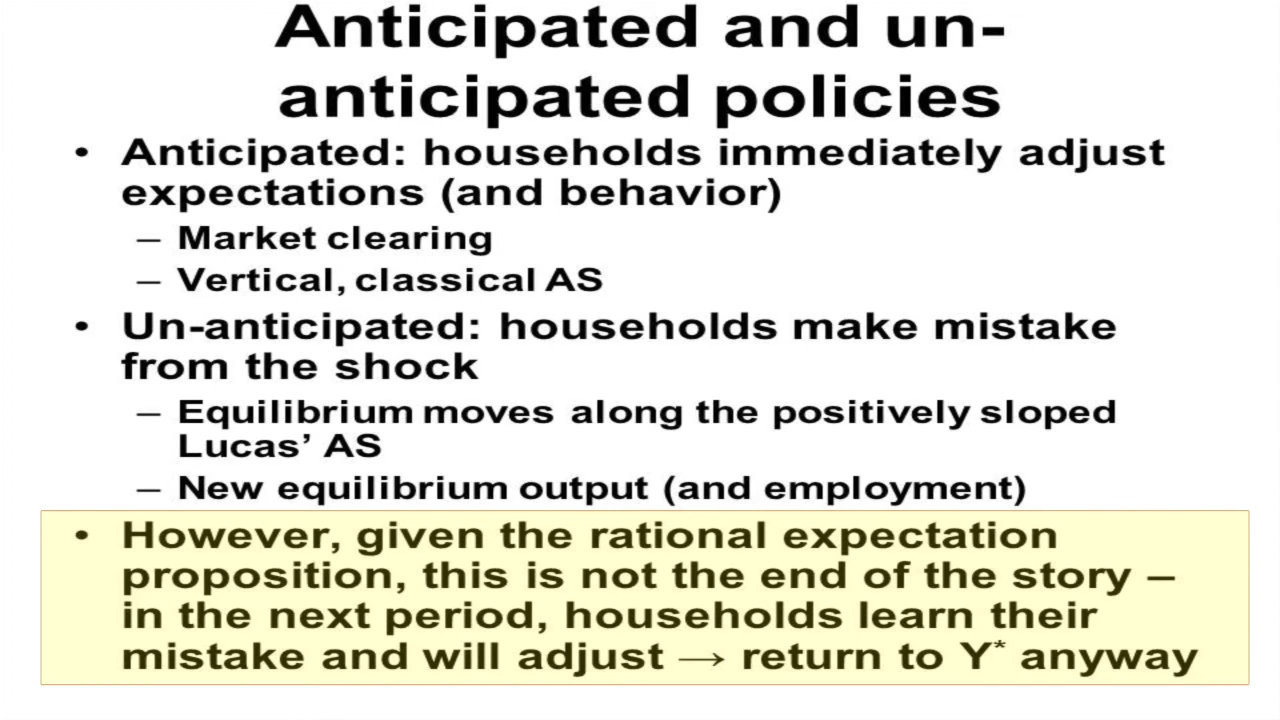 Anticipated and un-
anticipated policies
• Anticipated: households immediately adjust
expectations (and behavior)
– Market clearing
– Vertical, classical AS
• Un-anticipated: households make mistake
from the shock
– Equilibrium moves along the positively sloped
Lucas’ AS
– New equilibrium output (and employment)
• However, given the rational expectation
proposition, this is not the end of the story –
in the next period, households learn their
mistake and will adjust → return to Y* anyway